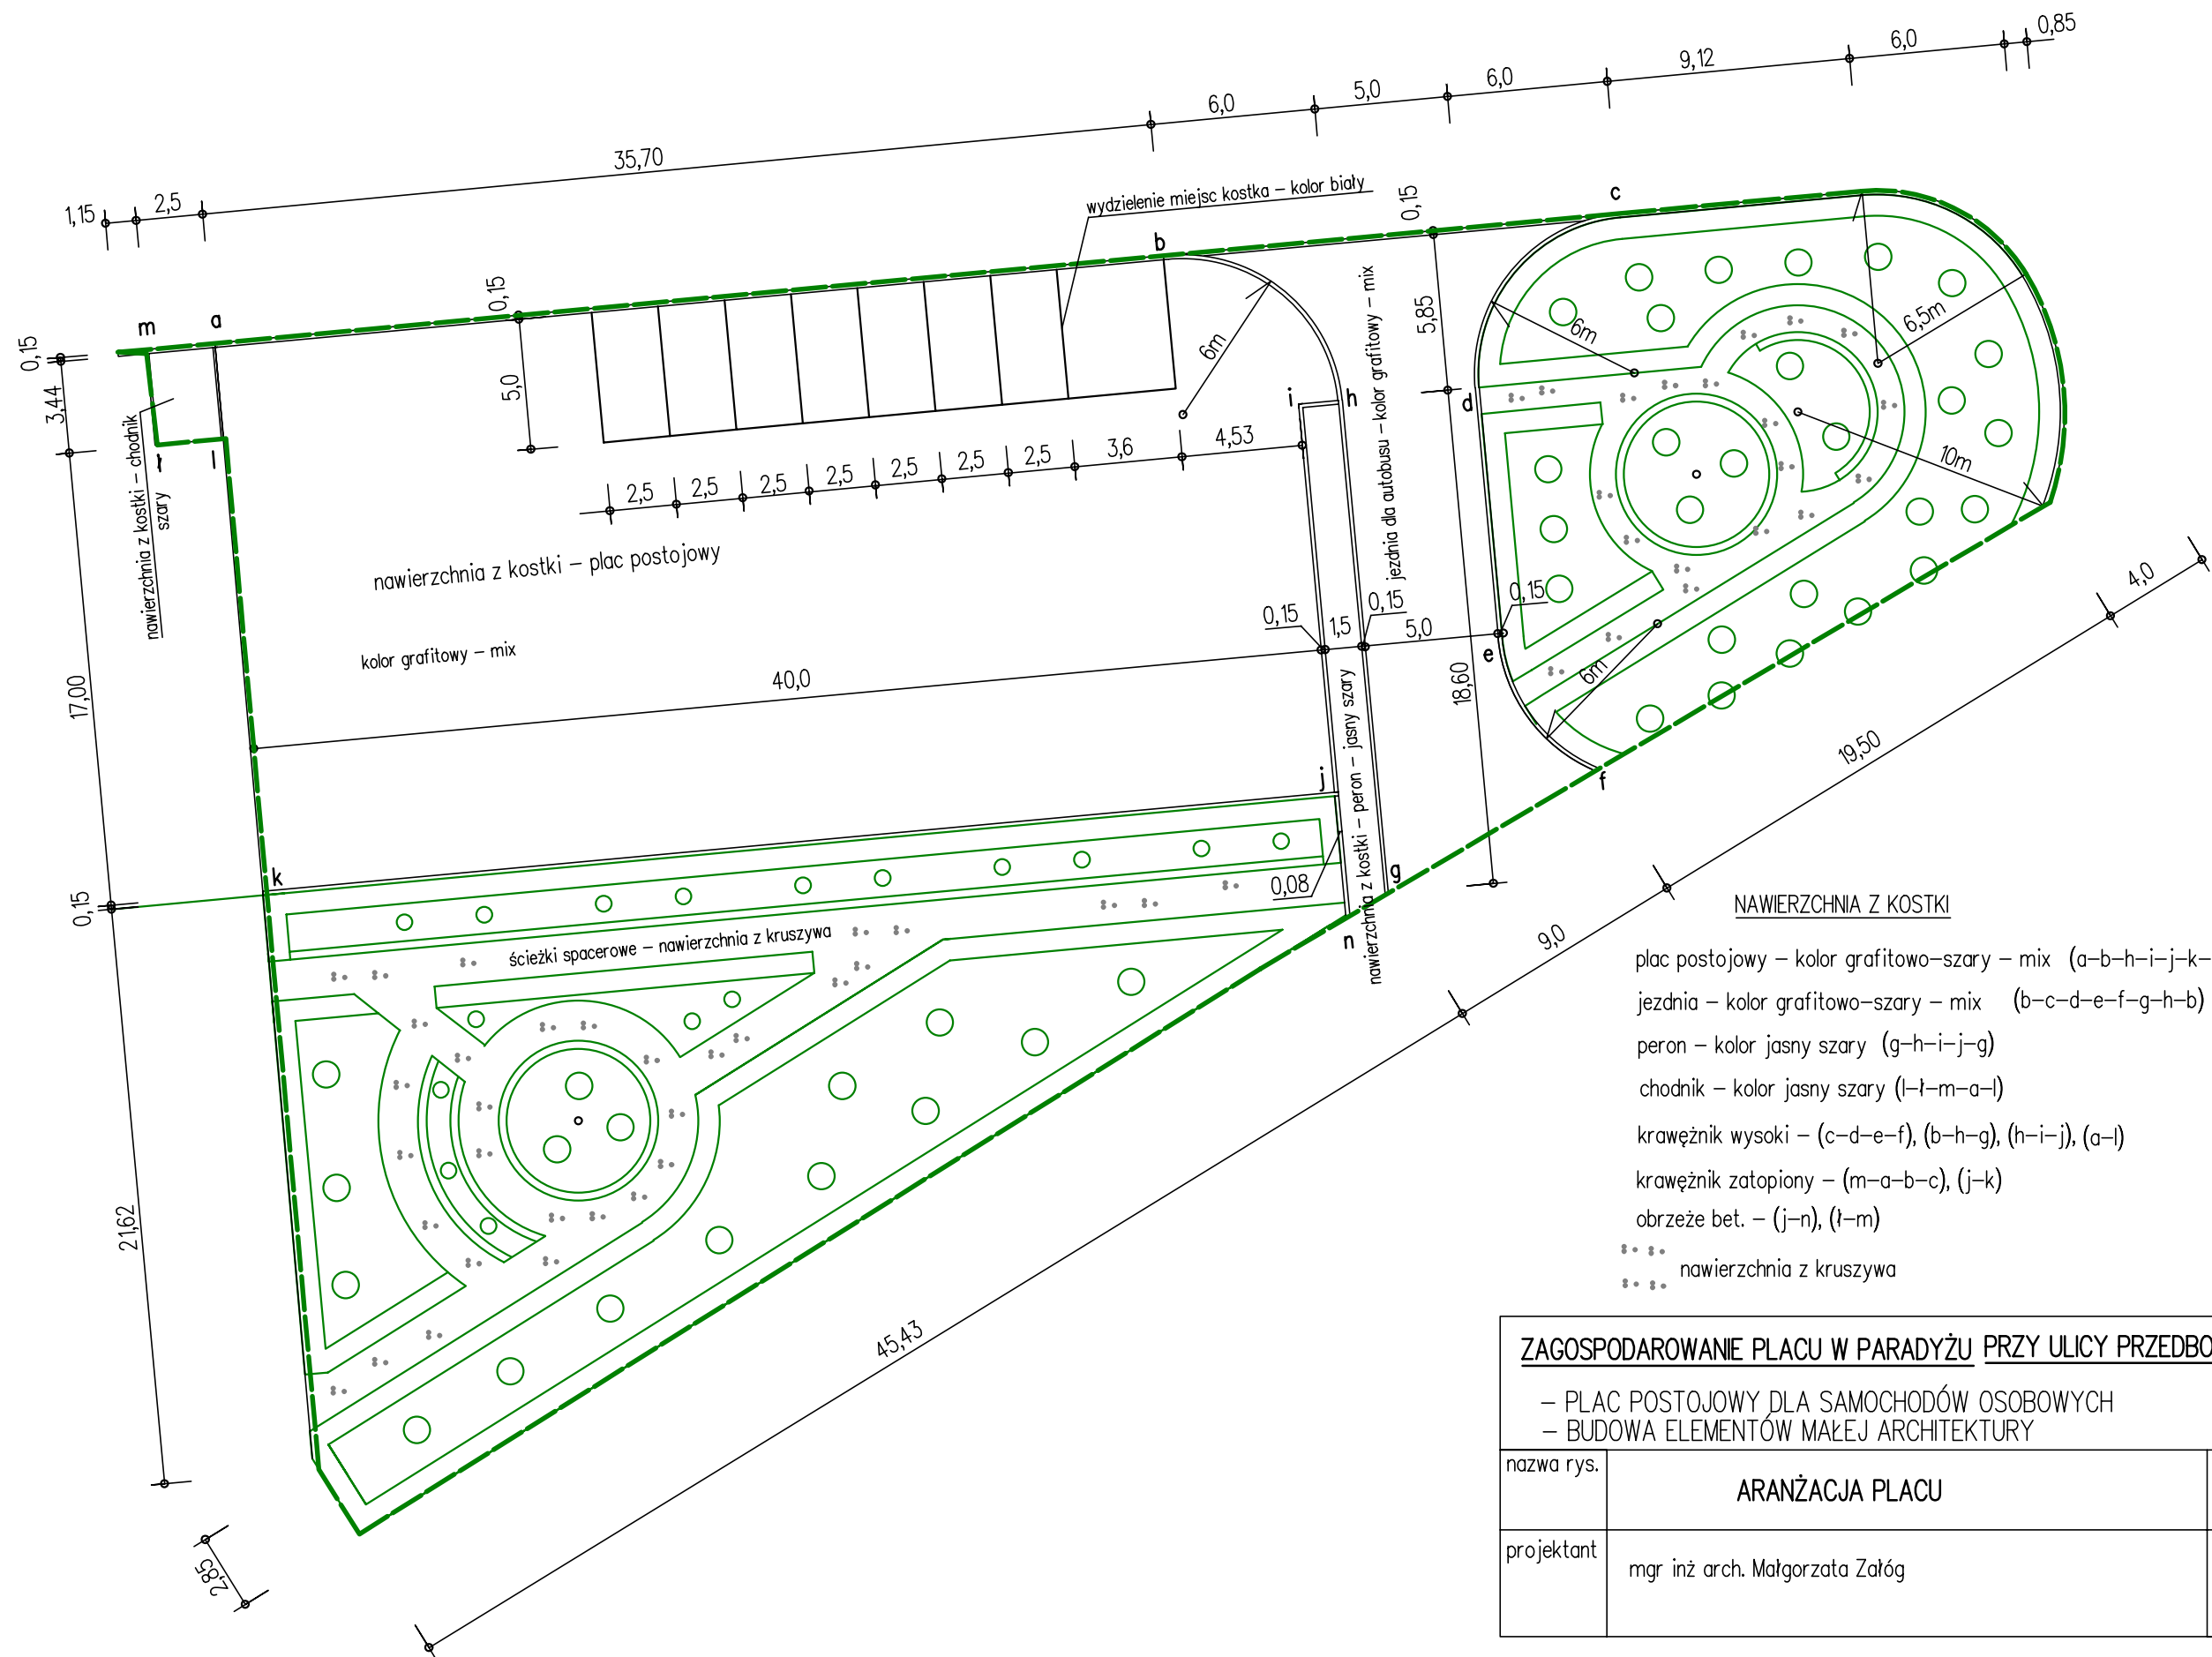 1,15
2,5
35,70
6,0
5,0
6,0
9,12
6,0
0,85
wydzielenie miejsc kostka – kolor biały
0,15
c
b
m
a
0,15
0,15
3,44
5,0
6m
5,85
6m
6,5m
10m
i
h
d
jezdnia dla autobusu –kolor grafitowy – mix
ł
l
nawierzchnia z kostki – chodnik
szary
2,5
2,5
2,5
2,5
2,5
2,5
2,5
3,6
4,53
nawierzchnia z kostki – plac postojowy
kolor grafitowy – mix
17,00
40,0
0,15
1,5
0,15
5,0
0,15
e
18,60
6m
4,0
19,50
j
f
g
k
n
0,15
0,08
nawierzchnia z kostki – peron – jasny szary
ścieżki spacerowe – nawierzchnia z kruszywa
9,0
21,62
45,43
2,85
NAWIERZCHNIA Z KOSTKI
plac postojowy – kolor grafitowo–szary – mix (a–b–h–i–j–k–
jezdnia – kolor grafitowo–szary – mix (b–c–d–e–f–g–h–b)
peron – kolor jasny szary (g–h–i–j–g)
chodnik – kolor jasny szary (l–ł–m–a–l)
krawężnik wysoki – (c–d–e–f), (b–h–g), (h–i–j), (a–l)
krawężnik zatopiony – (m–a–b–c), (j–k)
obrzeże bet. – (j–n), (ł–m)
nawierzchnia z kruszywa
ZAGOSPODAROWANIE PLACU W PARADYŻU PRZY ULICY PRZEDBO
– PLAC POSTOJOWY DLA SAMOCHODÓW OSOBOWYCH
– BUDOWA ELEMENTÓW MAŁEJ ARCHITEKTURY
nazwa rys.
ARANŻACJA PLACU
projektant
mgr inż arch. Małgorzata Załóg